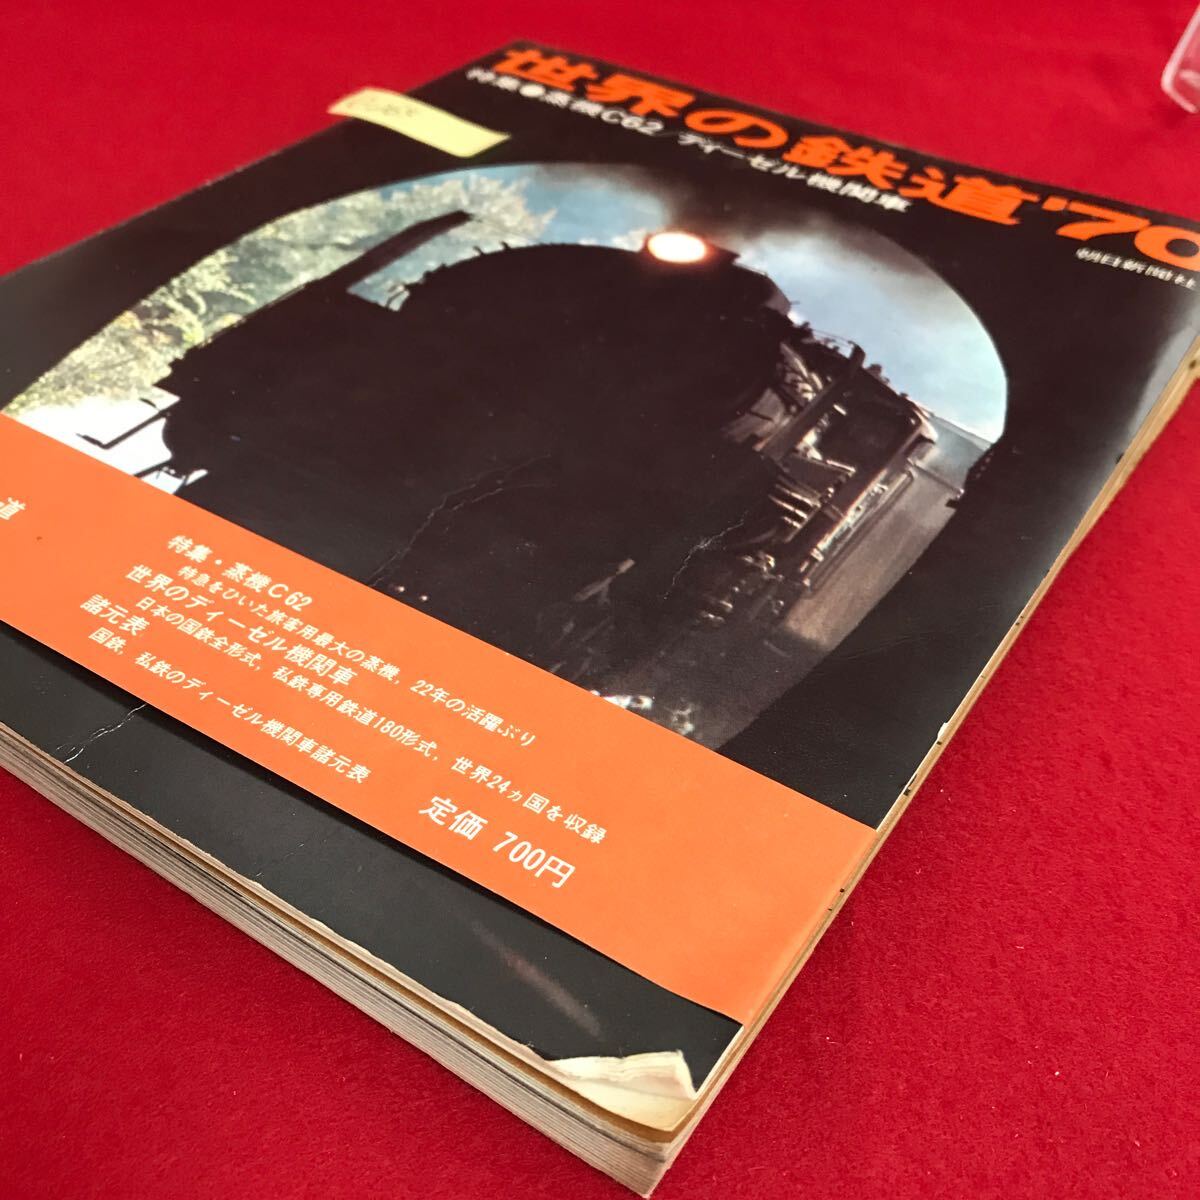 世界の鉄道'70
特集●蒸機C62/ディーゼル機関車
朝日新聞社
道
特集・蒸機C62
特急をひいた旅客用最大の蒸機，22年の活躍ぶり
世界のディーゼル機関車
日本の国鉄全形式，私鉄専用鉄道180形式，世界24ヵ国を収録
諸元表
国鉄，私鉄のディーゼル機関車諸元表
定価 700円